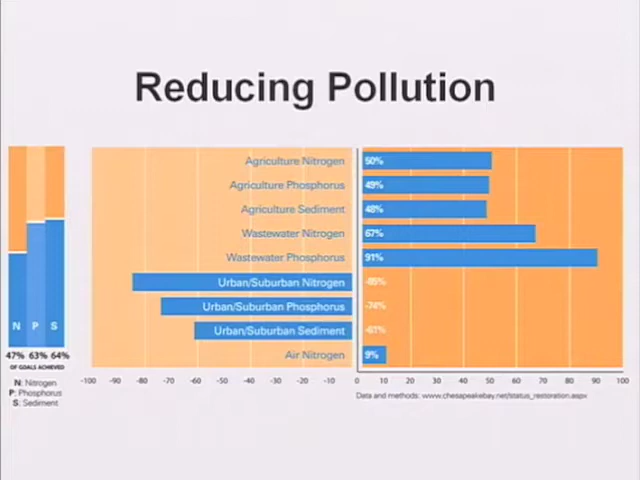 Reducing Pollution
Agriculture Nitrogen 50%
Agriculture Phosphorus 49%
Agriculture Sediment 48%
Wastewater Nitrogen 67%
Wastewater Phosphorus 91%
Urban/Suburban Nitrogen -85%
Urban/Suburban Phosphorus -74%
Urban/Suburban Sediment -61%
Air Nitrogen 9%
N P S
47% 63% 64%
OF GOALS ACHIEVED
N: Nitrogen
P: Phosphorus
S: Sediment
-100 -90 -80 -70 -60 -50 -40 -30 -20 -10 0 10 20 30 40 50 60 70 80 90 100
Data and methods: www.chesapeakebay.net/status_restoration.aspx